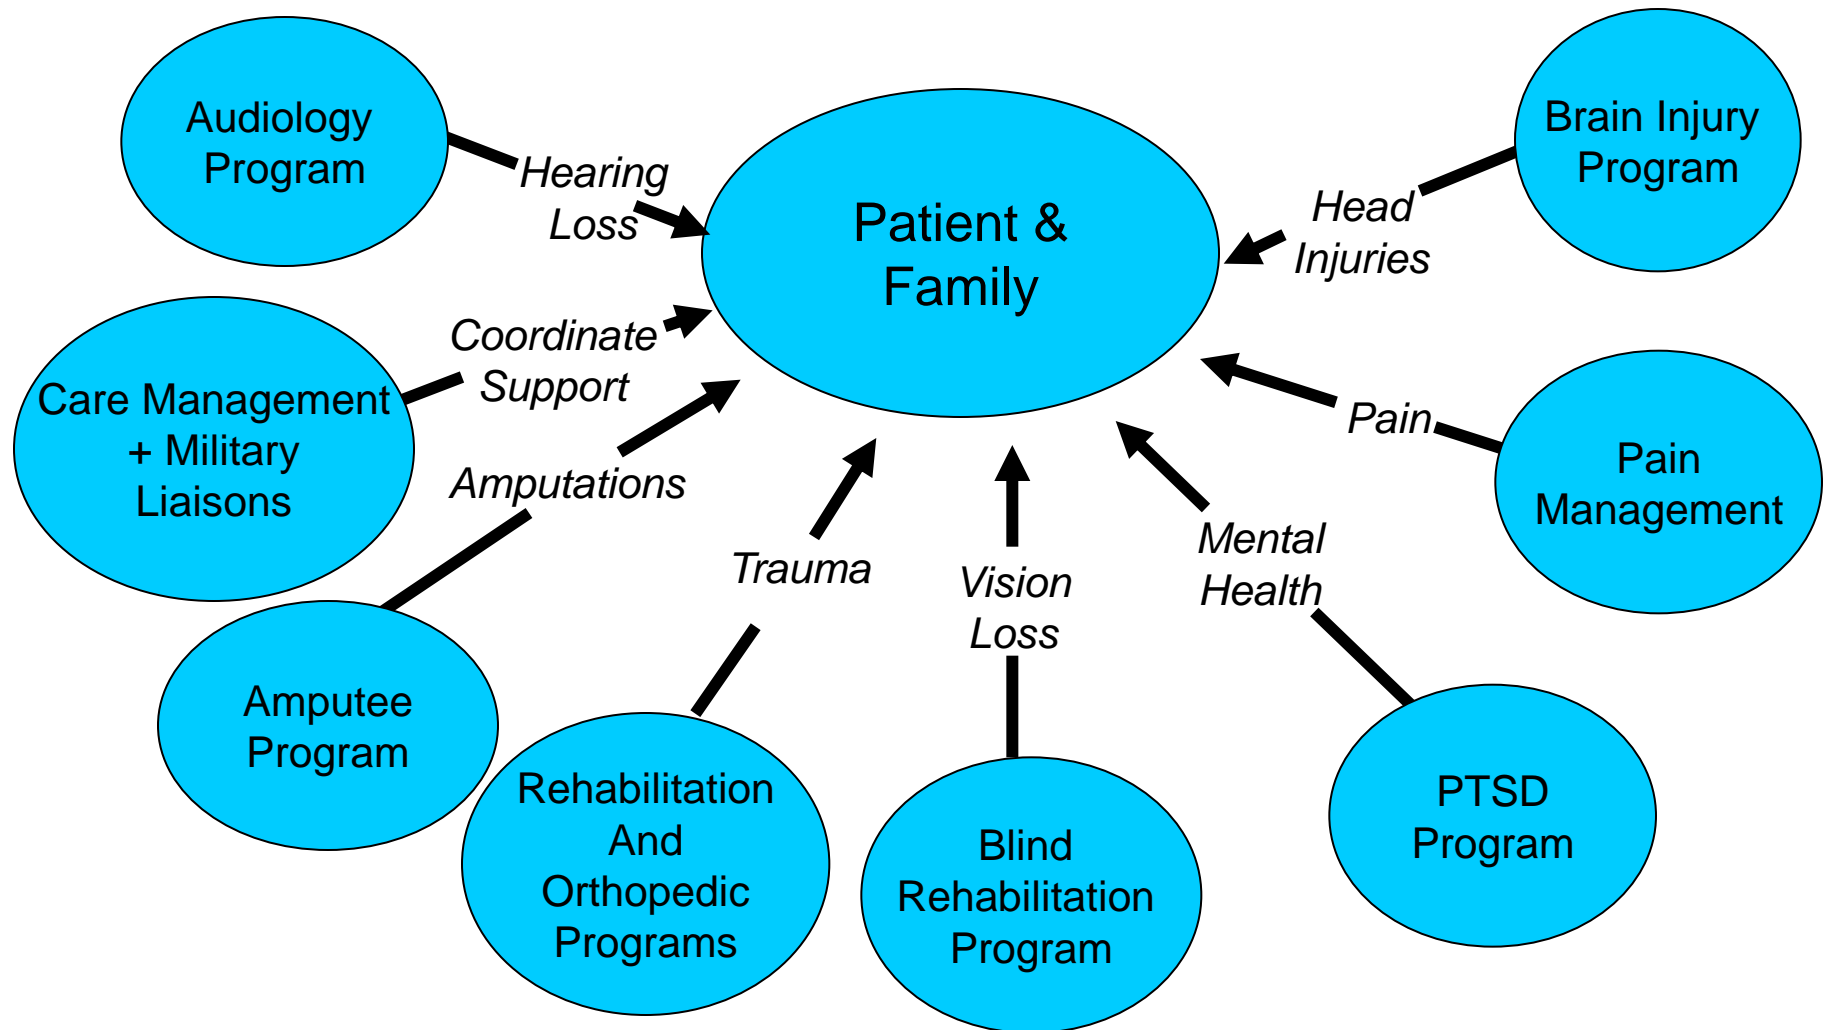 Audiology
Program
Hearing
Loss
Patient &
Family
Brain Injury
Program
Head
Injuries
Care Management
+ Military
Liaisons
Coordinate
Support
Pain
Management
Pain
Amputee
Program
Amputations
Rehabilitation
And
Orthopedic
Programs
Trauma
Blind
Rehabilitation
Program
Vision
Loss
PTSD
Program
Mental
Health